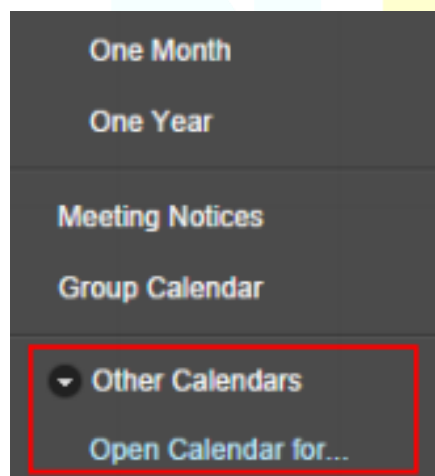 One Month
One Year
Meeting Notices
Group Calendar
Other Calendars
Open Calendar for...